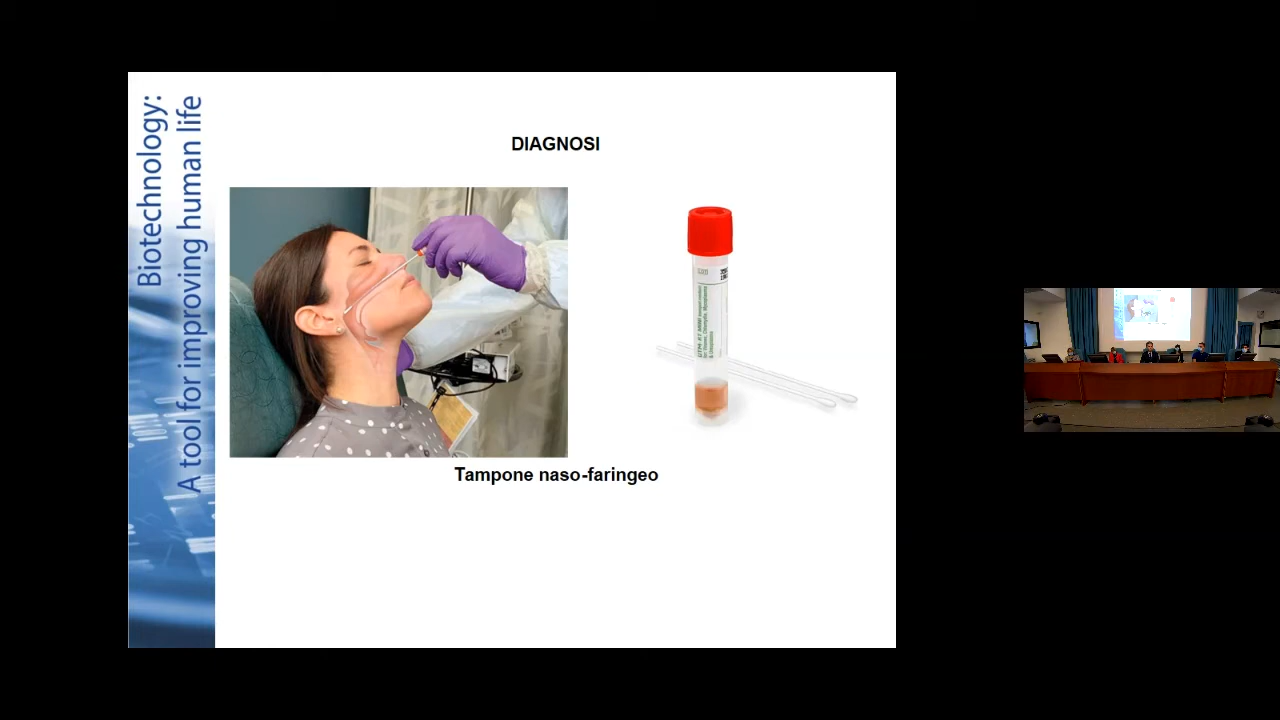 Biotechnology:
A tool for improving human life
DIAGNOSI
Tampone naso-faringeo